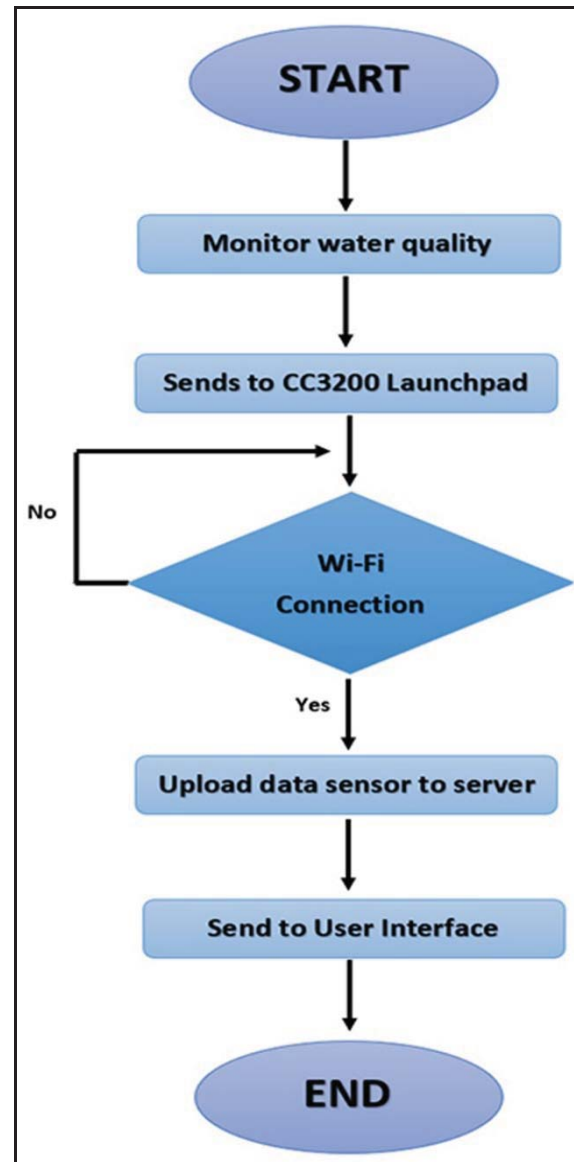 START
Monitor water quality
Sends to CC3200 Launchpad
No
Wi-Fi
Connection
Yes
Upload data sensor to server
Send to User Interface
END